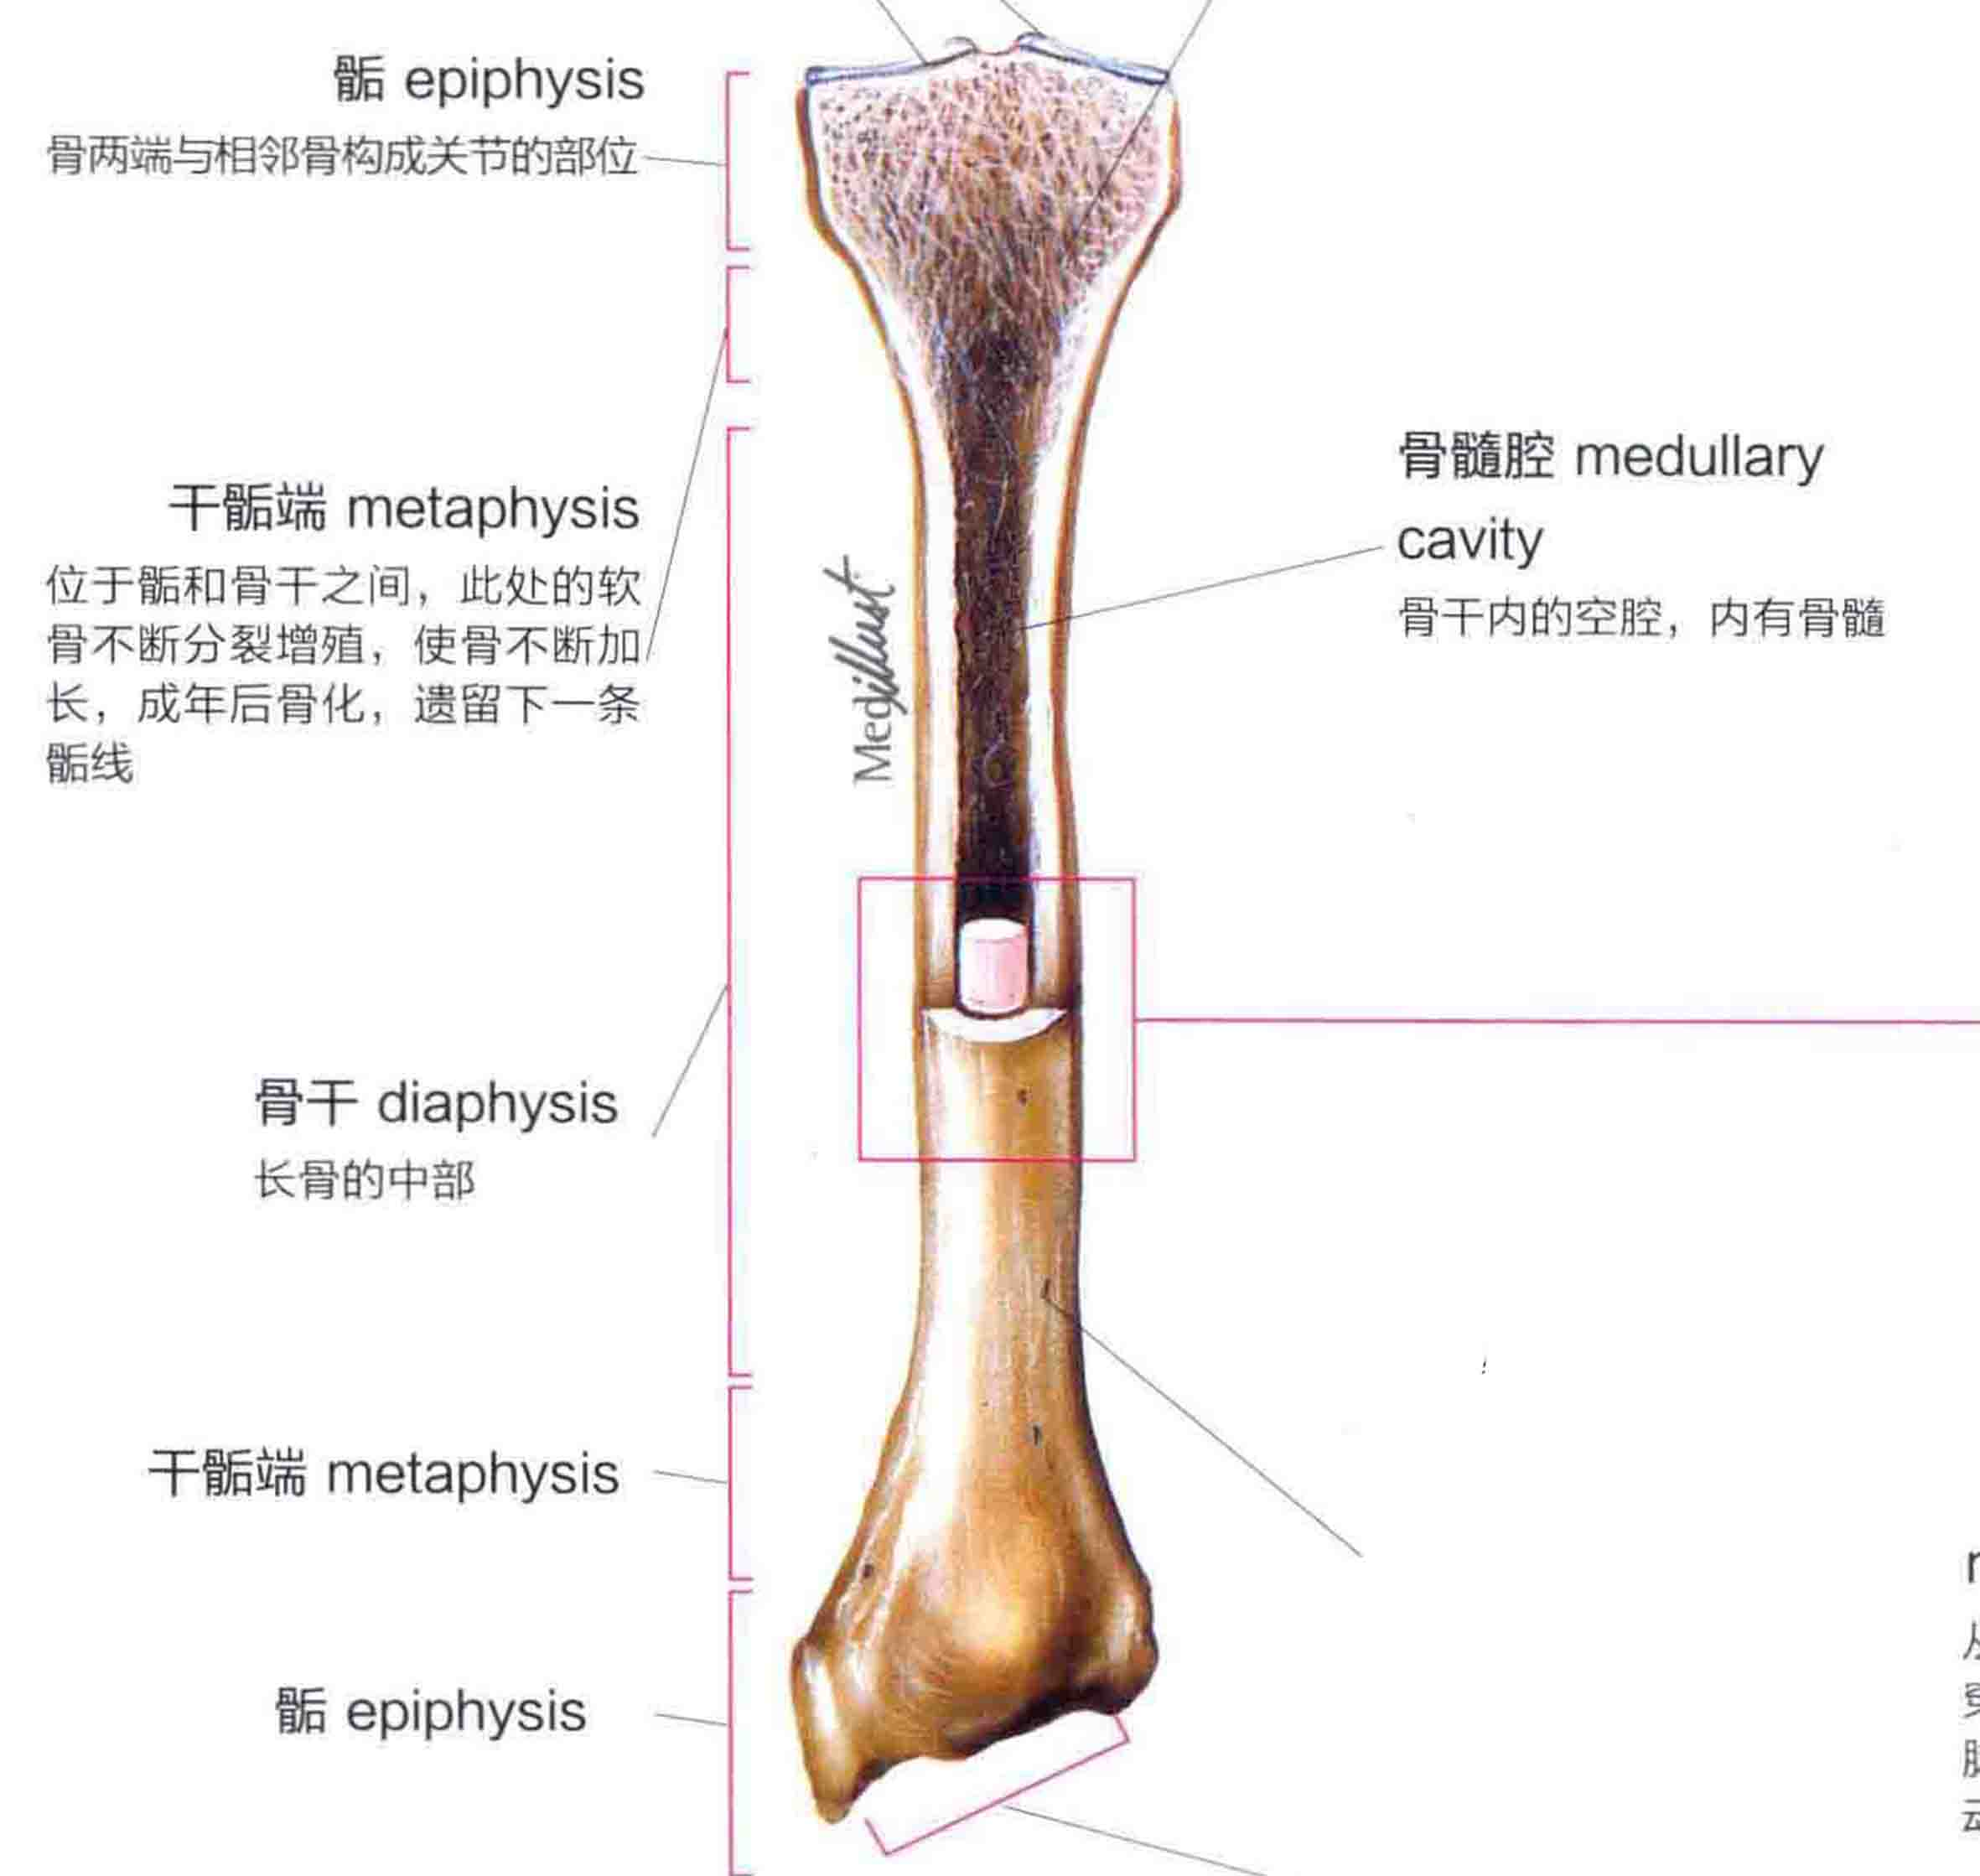 骺 epiphysis
骨两端与相邻骨构成关节的部位
干骺端 metaphysis
位于骺和骨干之间，此处的软
骨不断分裂增殖，使骨不断加
长，成年后骨化，遗留下一条
骺线
骨髓腔 medullary
cavity
骨干内的空腔，内有骨髓
Medillust
骨干 diaphysis
长骨的中部
干骺端 metaphysis
骺 epiphysis